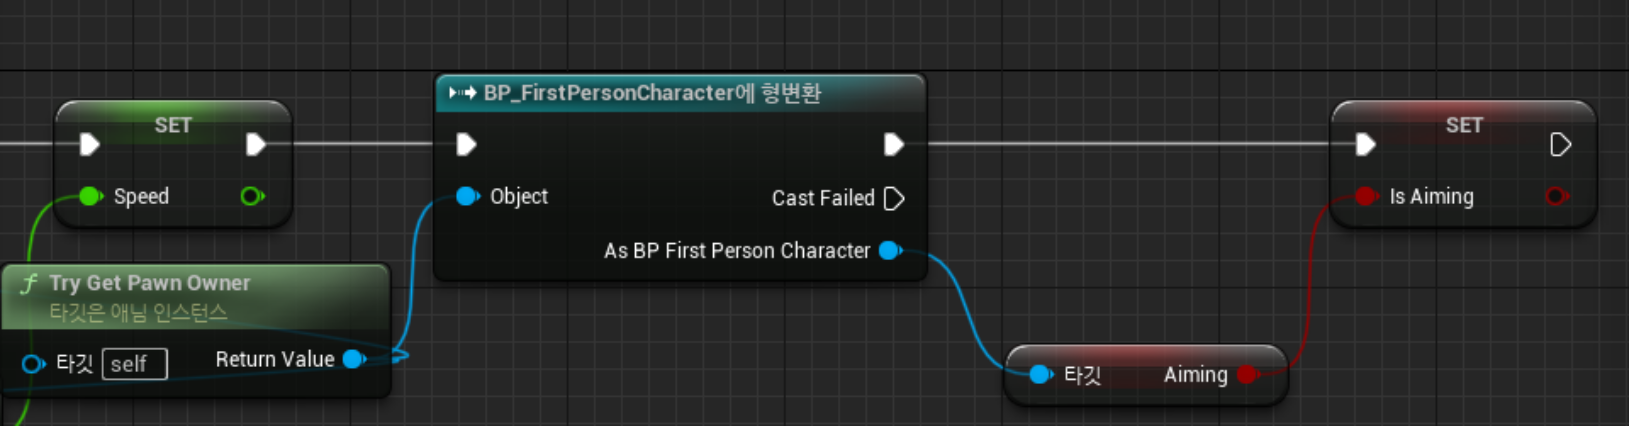 SET
Speed
BP_FirstPersonCharacter에 형변환
Object
Cast Failed
As BP First Person Character
SET
Is Aiming
f Try Get Pawn Owner
타깃은 애님 인스턴스
타깃 self Return Value
타깃 Aiming